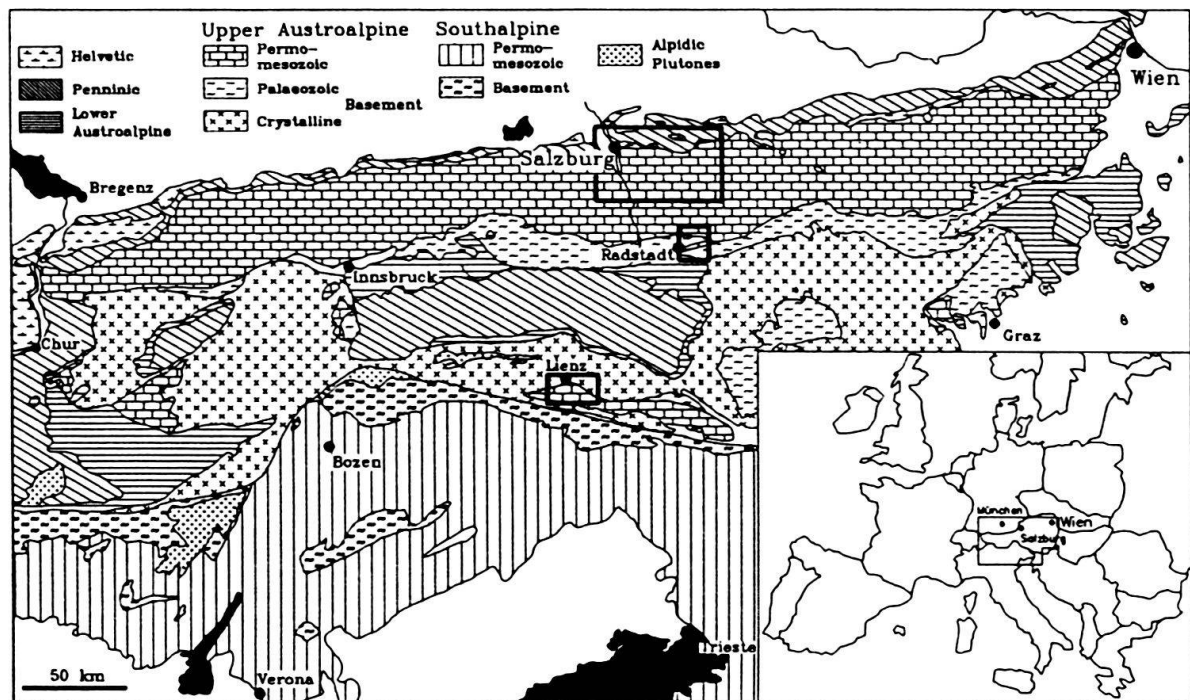 Upper Austroalpine
Southalpine
Helvetic
Permo-
mesozoic
Permo-
mesozoic
Alpidic
Plutones
Penninic
Palaeozoic
Basement
Basement
Lower
Austroalpine
Crystalline
Wien
Salzburg
Bregenz
Radstadt
Innsbruck
Chur
Graz
Lienz
Bozen
München
Wien
Salzburg
Trieste
Verona
50 km